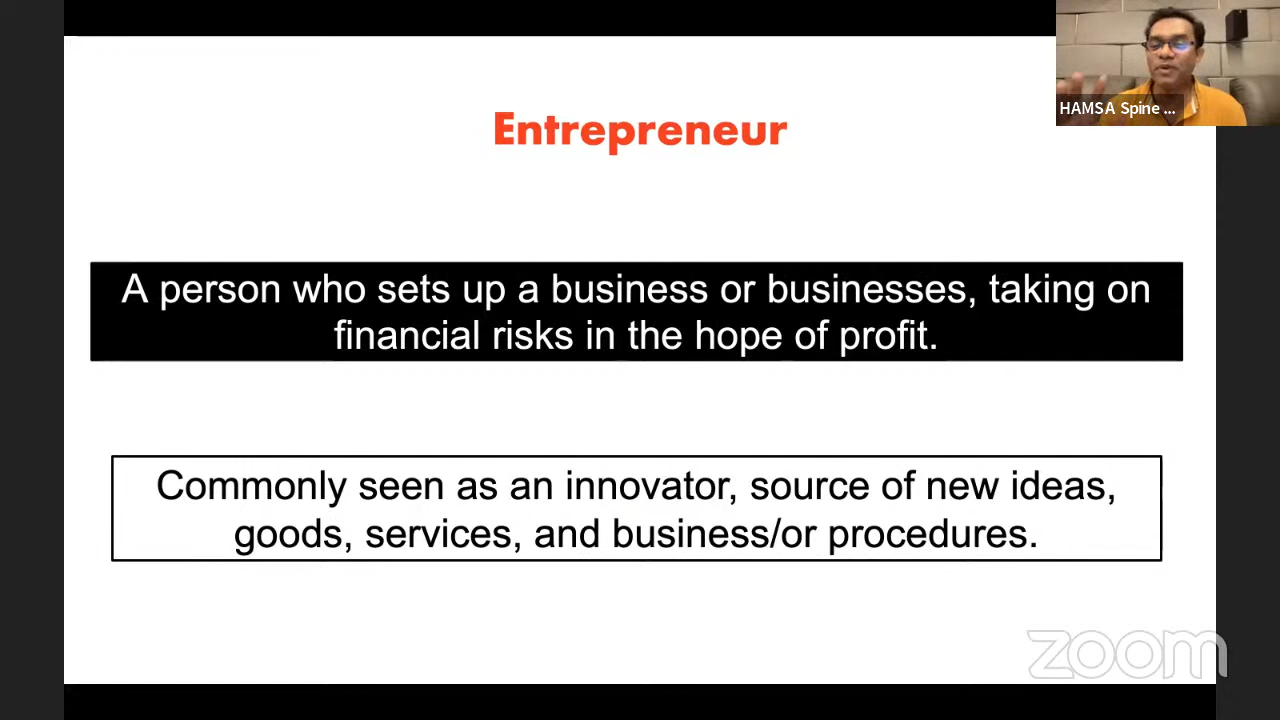 HAMSA Spine ...
Entrepreneur
A person who sets up a business or businesses, taking on
financial risks in the hope of profit.
Commonly seen as an innovator, source of new ideas,
goods, services, and business/or procedures.
zoom